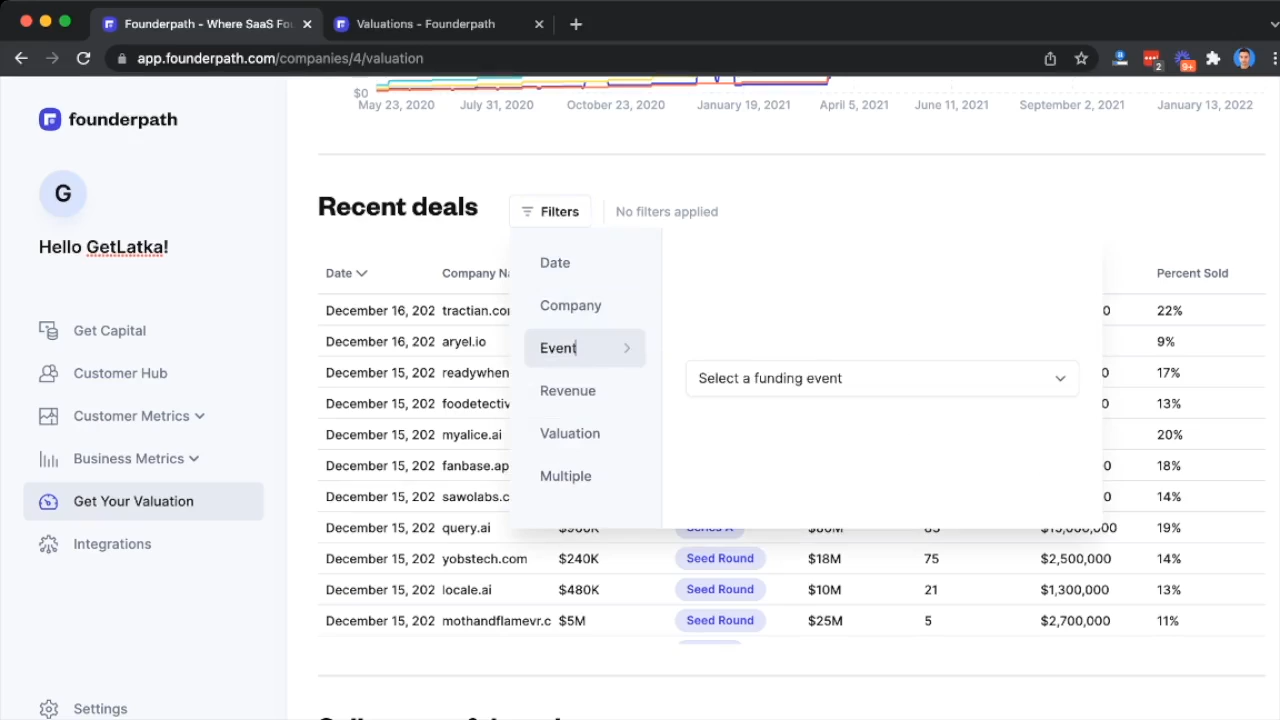 Founderpath - Where SaaS Fou
Valuations - Founderpath
app.founderpath.com/companies/4/valuation
2
9+
founderpath
G
Hello GetLatka!
Get Capital
Customer Hub
Customer Metrics
Business Metrics
Get Your Valuation
Integrations
Settings
$0
May 23, 2020 July 31, 2020 October 23, 2020 January 19, 2021 April 5, 2021 June 11, 2021 September 2, 2021 January 13, 2022
Recent deals
Filters
No filters applied
Date
Company
Event
Revenue
Valuation
Multiple
Select a funding event
Date Company Na Percent Sold
December 16, 202 tractian.cor 0 22%
December 16, 202 aryel.io 9%
December 15, 202 readywhen 0 17%
December 15, 202 foodetectiv 0 13%
December 15, 202 myalice.ai 20%
December 15, 202 fanbase.ap 0 18%
December 15, 202 sawolabs.c 0 14%
December 15, 202 query.ai 19%
December 15, 202 yobstech.com $240K Seed Round $18M 75 $2,500,000 14%
December 15, 202 locale.ai $480K Seed Round $10M 21 $1,300,000 13%
December 15, 202 mothandflamevr.c $5M Seed Round $25M 5 $2,700,000 11%